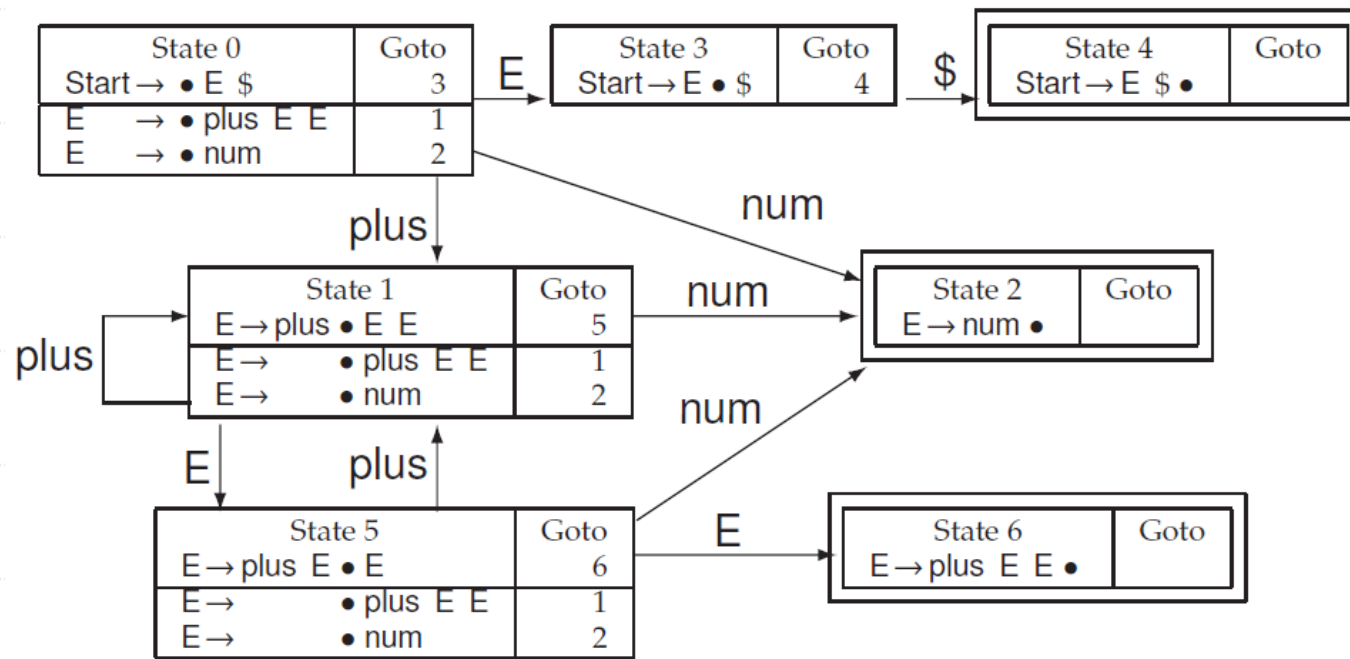 State 0 Goto
Start → • E $ 3
E → • plus E E 1
E → • num 2
E
State 3 Goto
Start → E • $ 4
$
State 4 Goto
Start → E $ •
plus
num
State 1 Goto
E → plus • E E 5
E → • plus E E 1
E → • num 2
plus
num
State 2 Goto
E → num •
E
plus
num
State 5 Goto
E → plus E • E 6
E → • plus E E 1
E → • num 2
E
State 6 Goto
E → plus E E •